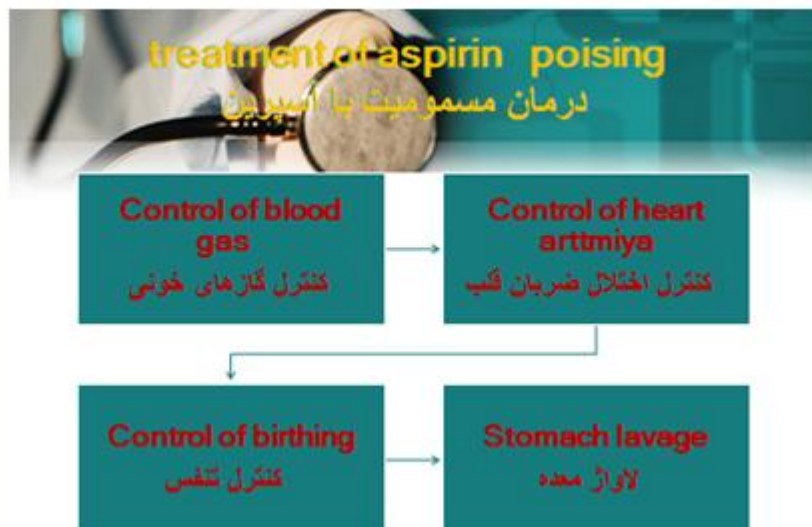 treatment of aspirin poising
درمان مسمومیت با اسپرین
Control of blood
gas
کنترل گازهای خونی
Control of heart
arttmiya
کنترل اختلال ضربان قلب
Control of birthing
کنترل تنفس
Stomach lavage
لاواژ معده